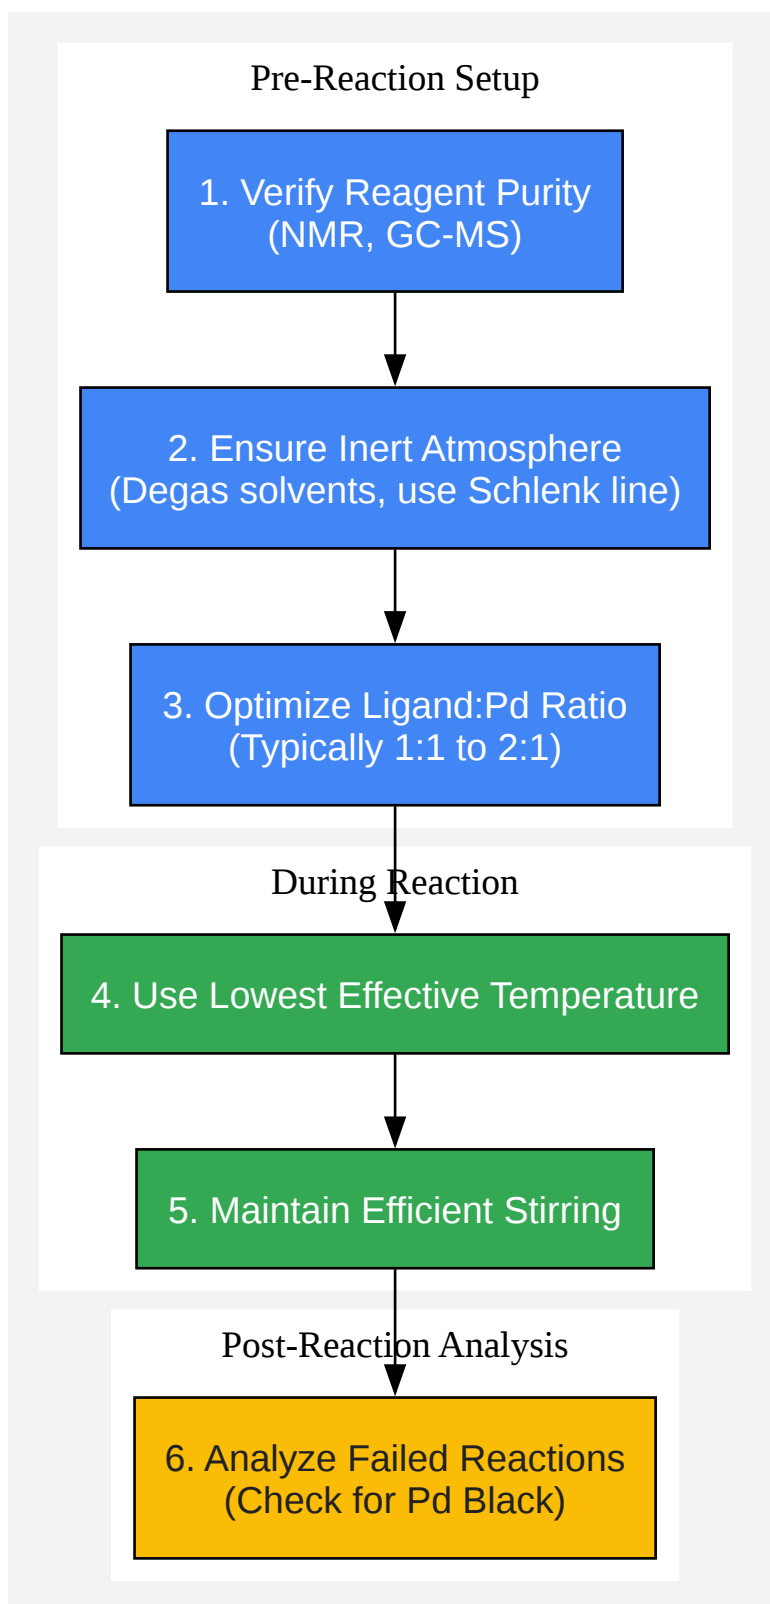 Pre-Reaction Setup
1. Verify Reagent Purity
(NMR, GC-MS)
2. Ensure Inert Atmosphere
(Degas solvents, use Schlenk line)
3. Optimize Ligand:Pd Ratio
(Typically 1:1 to 2:1)
During Reaction
4. Use Lowest Effective Temperature
5. Maintain Efficient Stirring
Post-Reaction Analysis
6. Analyze Failed Reactions
(Check for Pd Black)